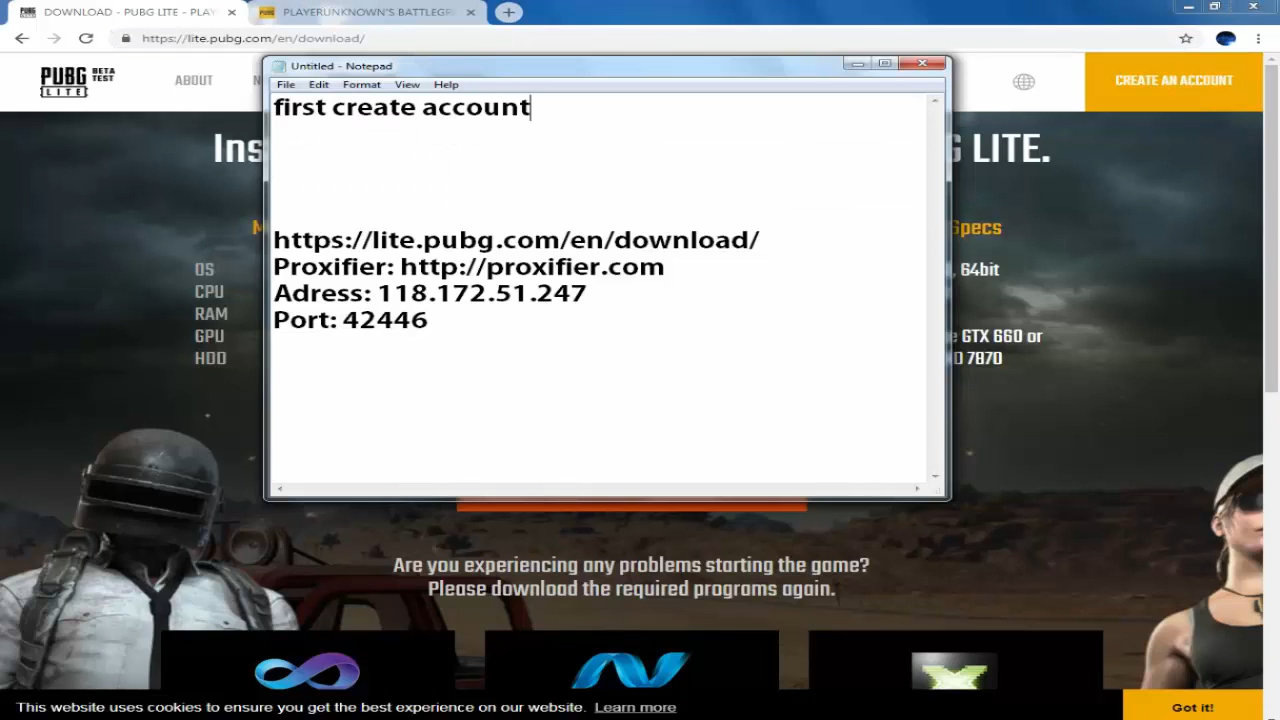 DOWNLOAD - PUBG LITE - PLAY
PLAYERUNKNOWN'S BATTLEGR
https://lite.pubg.com/en/download/
PUBG LITE BETA TEST
ABOUT
N
CREATE AN ACCOUNT
Untitled - Notepad
File Edit Format View Help
first create account
https://lite.pubg.com/en/download/
Proxifier: http://proxifier.com
Adress: 118.172.51.247
Port: 42446
Ins
G LITE.
M
Specs
OS
, 64bit
CPU
RAM
GPU
e GTX 660 or
HDD
0 7870
Are you experiencing any problems starting the game?
Please download the required programs again.
This website uses cookies to ensure you get the best experience on our website. Learn more
Got it!